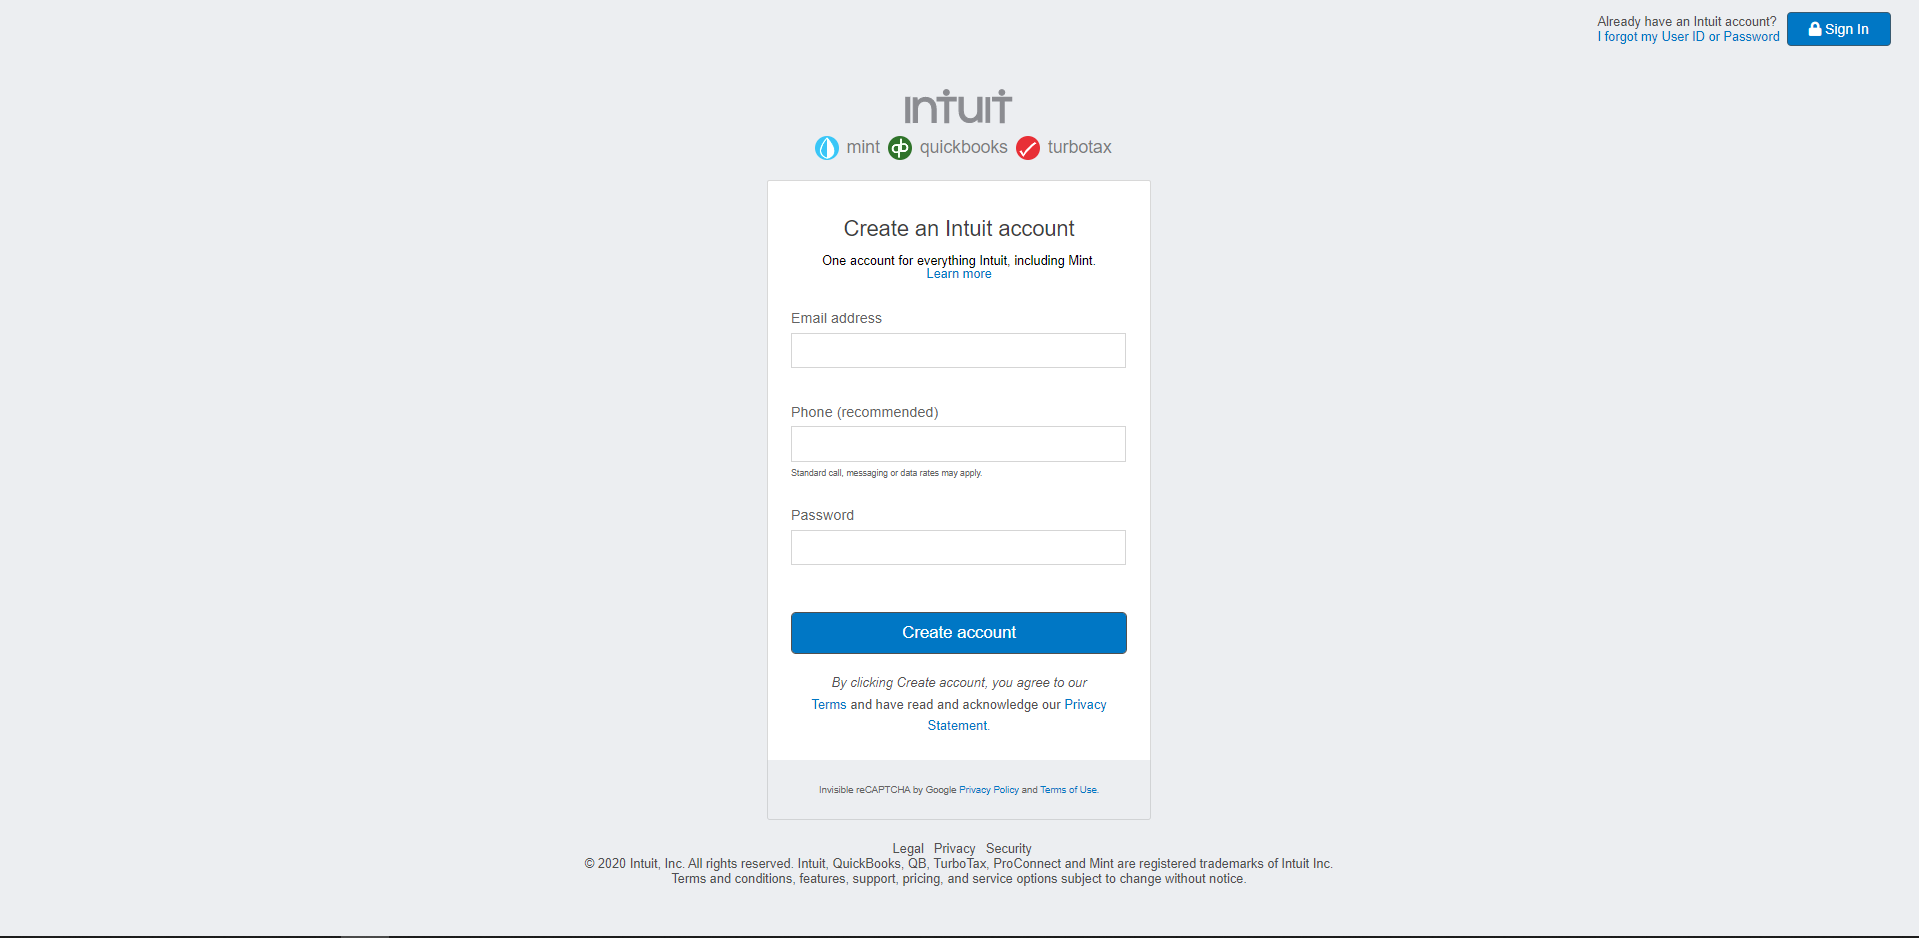 Already have an Intuit account?
I forgot my User ID or Password
Sign In
intuit
mint quickbooks turbotax
Create an Intuit account
One account for everything Intuit, including Mint.
Learn more
Email address
Phone (recommended)
Standard call, messaging or data rates may apply.
Password
Create account
By clicking Create account, you agree to our
Terms and have read and acknowledge our Privacy
Statement.
Invisible reCAPTCHA by Google Privacy Policy and Terms of Use.
Legal Privacy Security
© 2020 Intuit, Inc. All rights reserved. Intuit, QuickBooks, QB, TurboTax, ProConnect and Mint are registered trademarks of Intuit Inc.
Terms and conditions, features, support, pricing, and service options subject to change without notice.